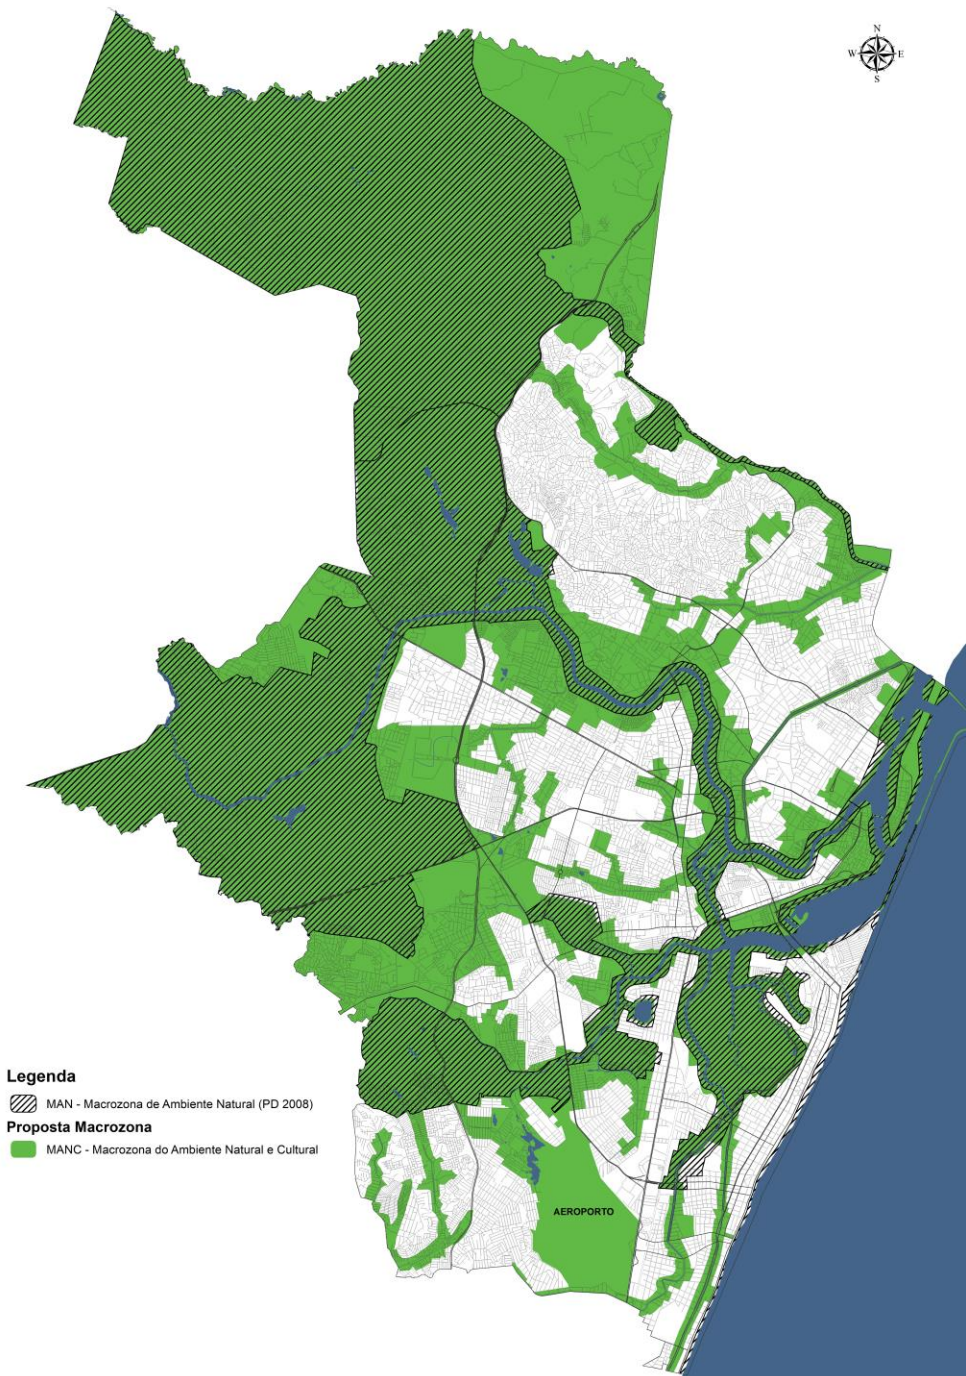 N
W E
S
Legenda
MAN - Macrozona de Ambiente Natural (PD 2008)
Proposta Macrozona
MANC - Macrozona do Ambiente Natural e Cultural
AEROPORTO